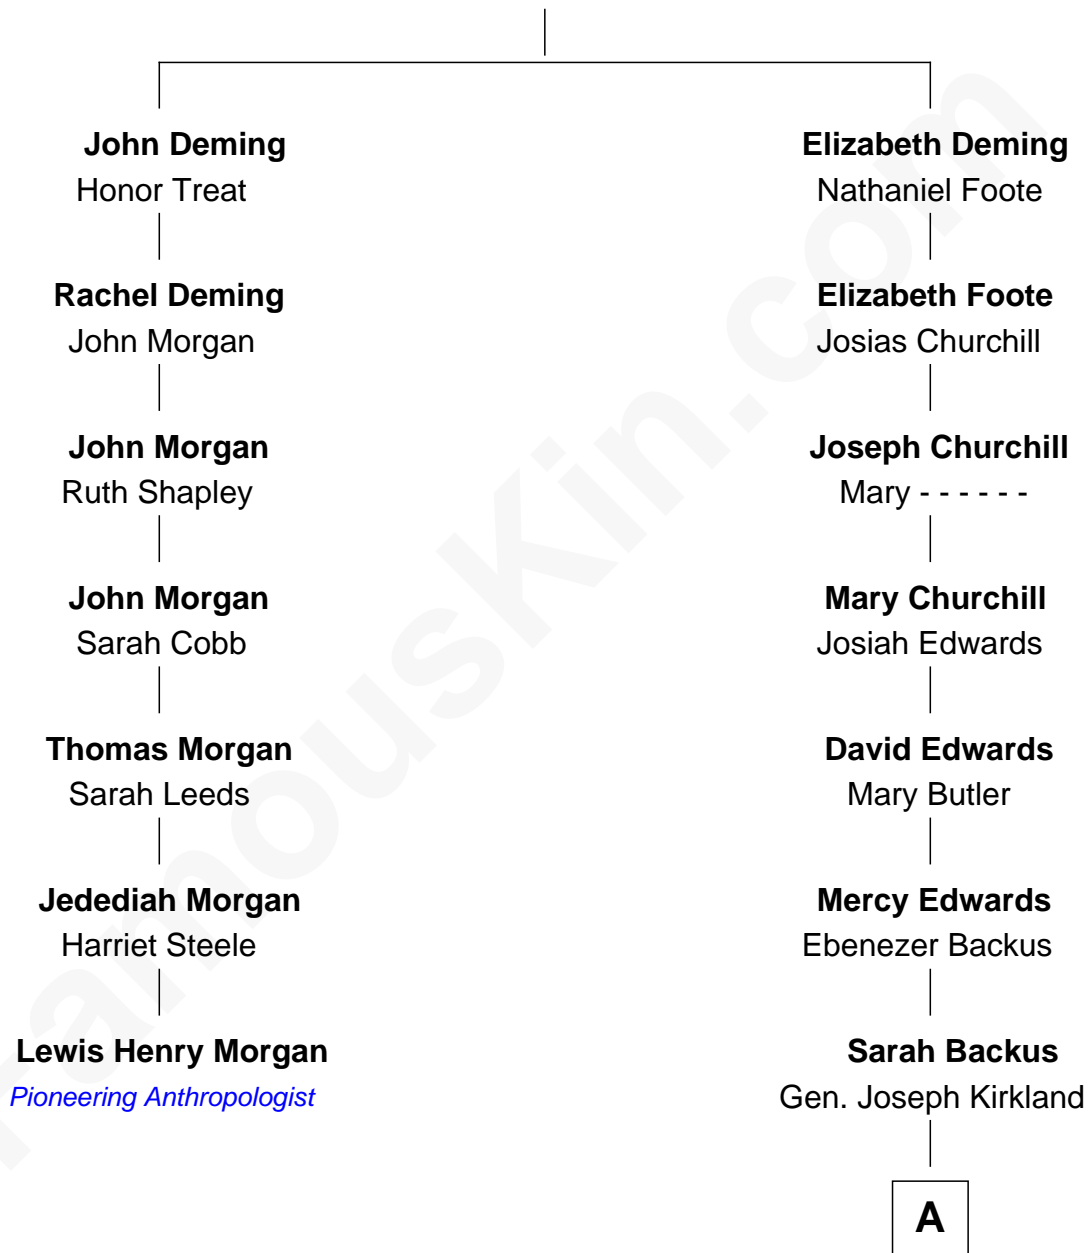 John Deming
Honor Treat
Rachel Deming
John Morgan
John Morgan
Ruth Shapley
John Morgan
Sarah Cobb
Thomas Morgan
Sarah Leeds
Jedediah Morgan
Harriet Steele
Lewis Henry Morgan
Pioneering Anthropologist
Elizabeth Deming
Nathaniel Foote
Elizabeth Foote
Josias Churchill
Joseph Churchill
Mary - - - - - -
Mary Churchill
Josiah Edwards
David Edwards
Mary Butler
Mercy Edwards
Ebenezer Backus
Sarah Backus
Gen. Joseph Kirkland
A
FamousKin.com